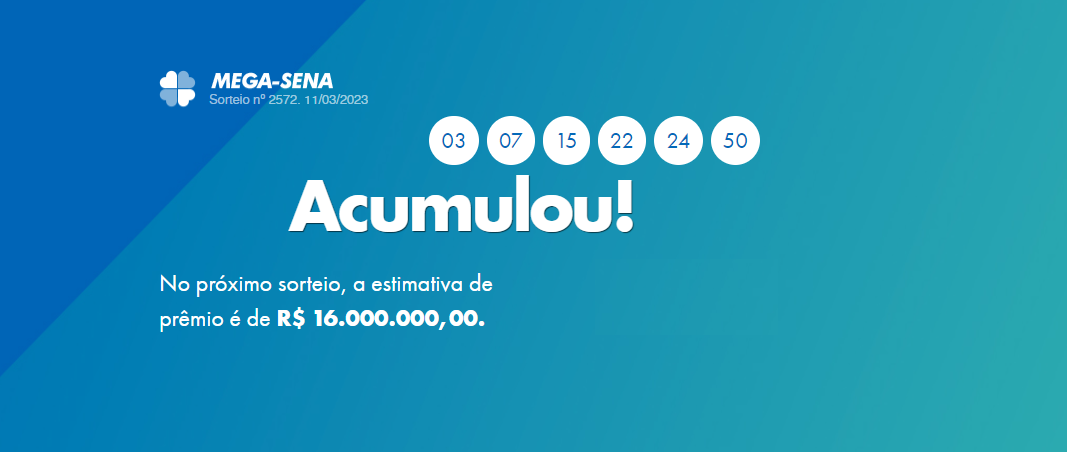 MEGA-SENA
Sorteio nº 2572. 11/03/2023
03 07 15 22 24 50
Acumulou!
No próximo sorteio, a estimativa de
prêmio é de R$ 16.000.000,00.